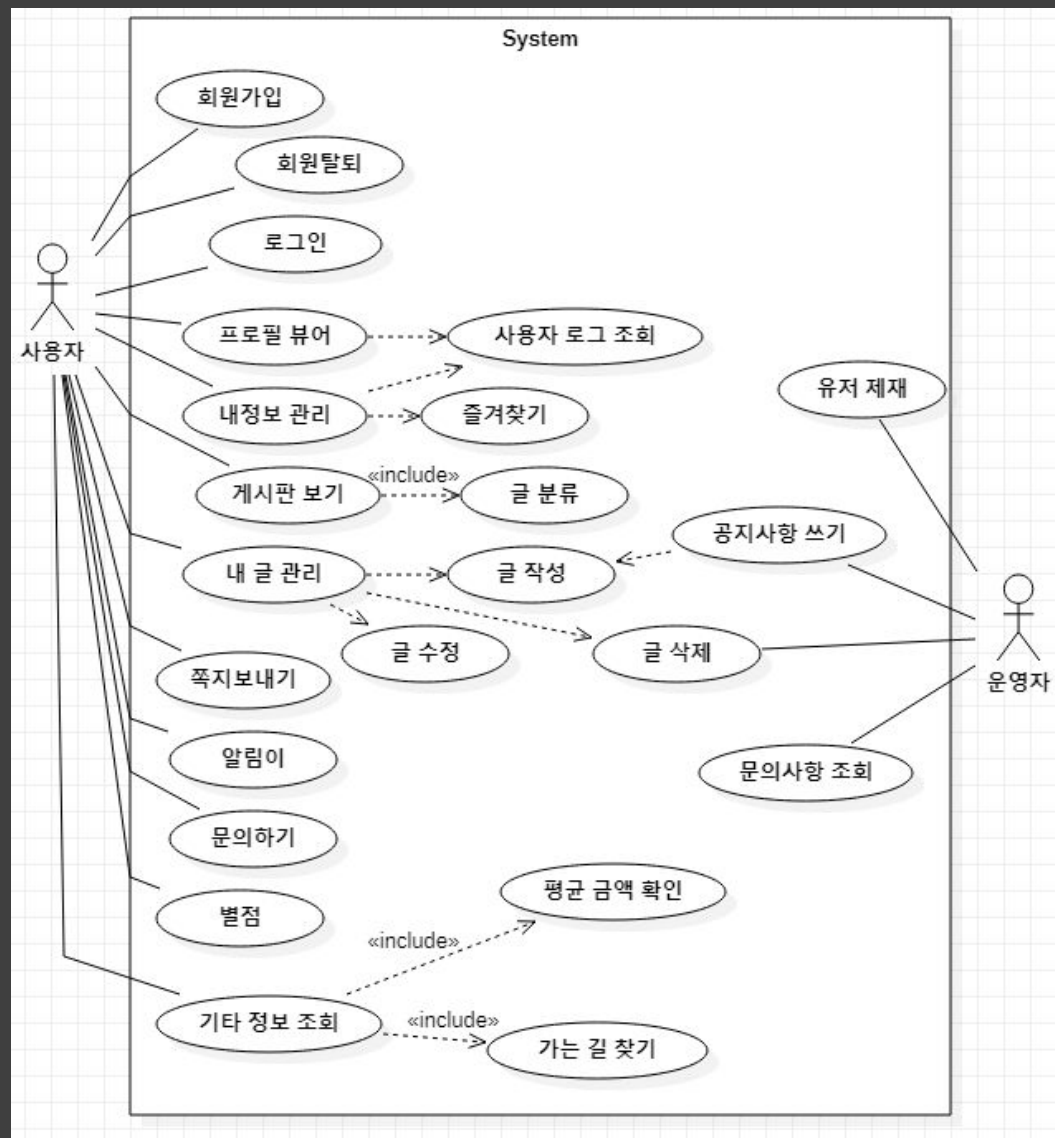 System
회원가입
회원탈퇴
로그인
사용자
프로필 뷰어
사용자 로그 조회
내정보 관리
즐겨찾기
유저 제재
게시판 보기
«include»
글 분류
공지사항 쓰기
내 글 관리
글 작성
글 수정
글 삭제
운영자
쪽지보내기
알림이
문의사항 조회
문의하기
평균 금액 확인
별점
«include»
기타 정보 조회
«include»
가는 길 찾기